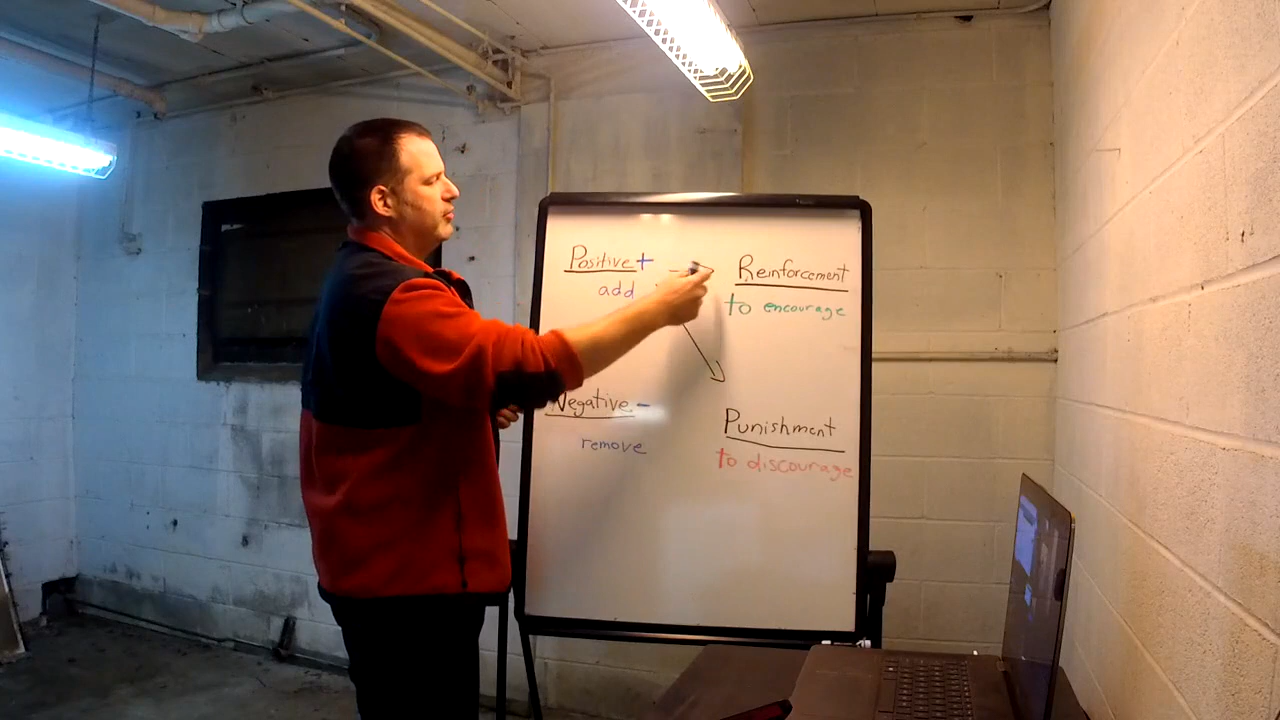 Positive + Reinforcement
add to encourage
Negative - Punishment
remove to discourage